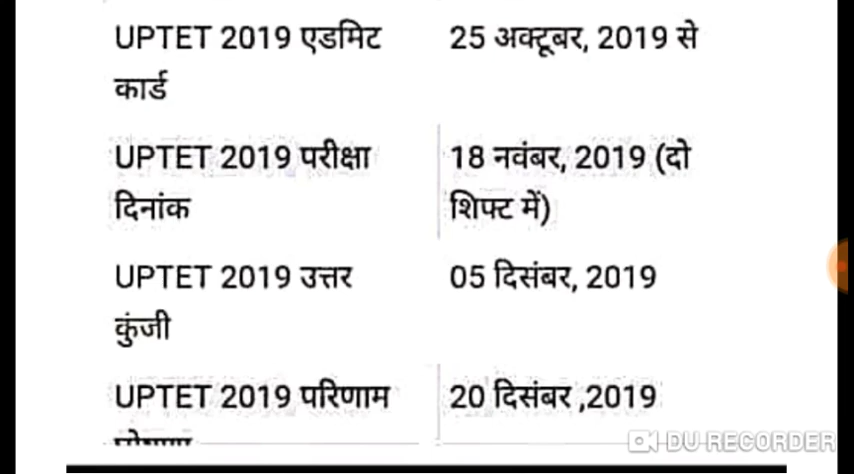 UPTET 2019 एडमिट 25 अक्टूबर, 2019 से
कार्ड
UPTET 2019 परीक्षा 18 नवंबर, 2019 (दो
दिनांक शिफ्ट में)
UPTET 2019 उत्तर 05 दिसंबर, 2019
कुंजी
UPTET 2019 परिणाम 20 दिसंबर ,2019
DU RECORDER